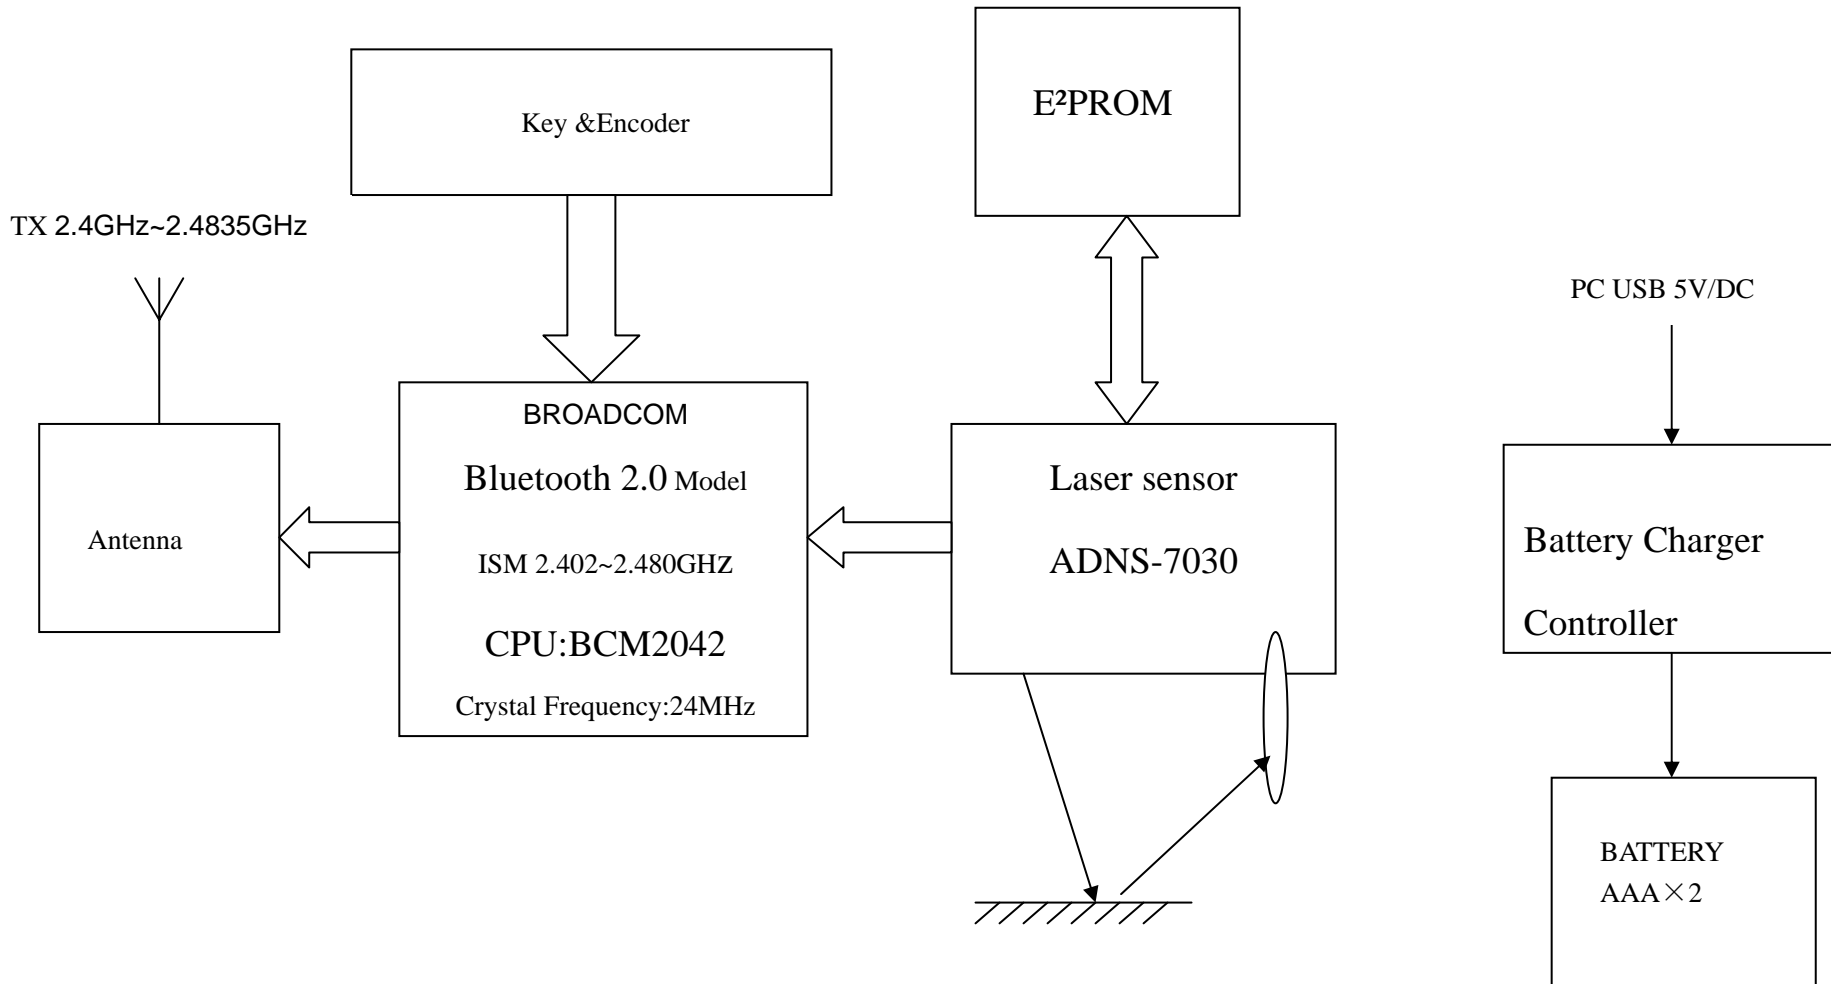 E²PROM
Key &Encoder
TX 2.4GHz~2.4835GHz
PC USB 5V/DC
BROADCOM
Bluetooth 2.0 Model
ISM 2.402~2.480GHZ
CPU:BCM2042
Crystal Frequency:24MHz
Antenna
Laser sensor
ADNS-7030
Battery Charger
Controller
BATTERY
AAA×2